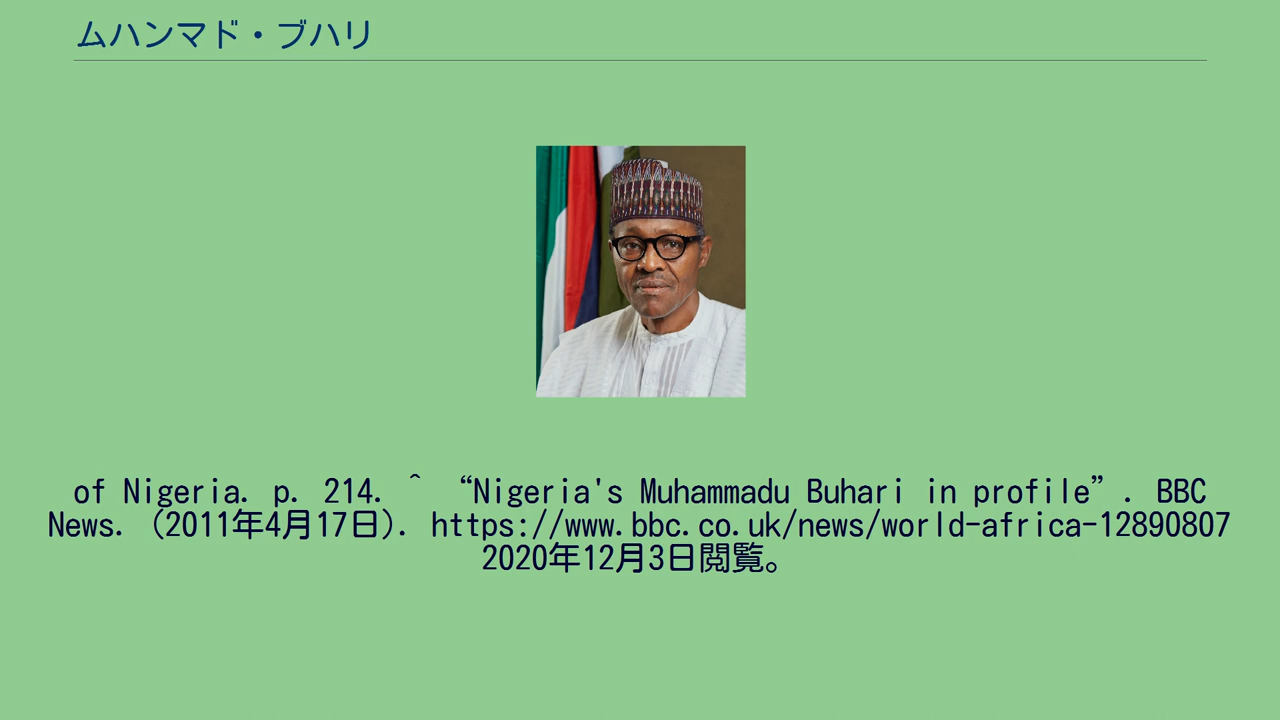 ムハンマド・ブハリ
of Nigeria. p. 214. ^ “Nigeria's Muhammadu Buhari in profile”. BBC
News. (2011年4月17日). https://www.bbc.co.uk/news/world-africa-12890807
2020年12月3日閲覧。